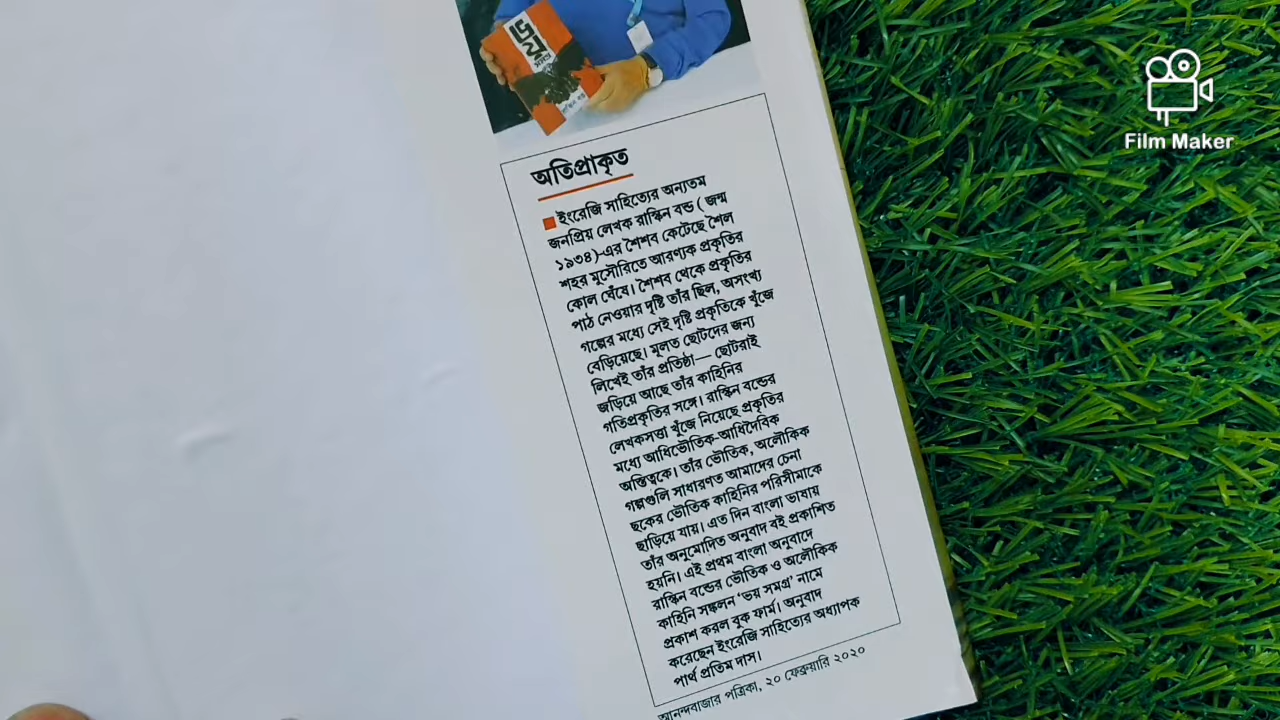 ভয়
সমগ্র
রাস্কিন বন্ড
অতিপ্রাকৃত
ইংরেজি সাহিত্যের অন্যতম
জনপ্রিয় লেখক রাস্কিন বন্ড ( জন্ম
১৯৩৪)-এর শৈশব কেটেছে শৈল
শহর মুসৌরিতে আরণ্যক প্রকৃতির
কোল ঘেঁষে। শৈশব থেকে প্রকৃতির
পাঠ নেওয়ার দৃষ্টি তাঁর ছিল, অসংখ্য
গল্পের মধ্যে সেই দৃষ্টি প্রকৃতিকে খুঁজে
বেড়িয়েছে। মূলত ছোটদের জন্য
লিখেই তাঁর প্রতিষ্ঠা— ছোটরাই
জড়িয়ে আছে তাঁর কাহিনির
গতিপ্রকৃতির সঙ্গে। রাস্কিন বন্ডের
লেখকসত্তা খুঁজে নিয়েছে প্রকৃতির
মধ্যে আধিভৌতিক-আধিদৈবিক
অস্তিত্বকে। তাঁর ভৌতিক, অলৌকিক
গল্পগুলি সাধারণত আমাদের চেনা
ছকের ভৌতিক কাহিনির পরিসীমাকে
ছাড়িয়ে যায়। এত দিন বাংলা ভাষায়
তাঁর অনুমোদিত অনুবাদ বই প্রকাশিত
হয়নি। এই প্রথম বাংলা অনুবাদে
রাস্কিন বন্ডের ভৌতিক ও অলৌকিক
কাহিনি সঙ্কলন ‘ভয় সমগ্র’ নামে
প্রকাশ করল বুক ফার্ম। অনুবাদ
করেছেন ইংরেজি সাহিত্যের অধ্যাপক
পার্থ প্রতিম দাস।
আনন্দবাজার পত্রিকা, ২০ ফেব্রুয়ারি ২০২০
Film Maker